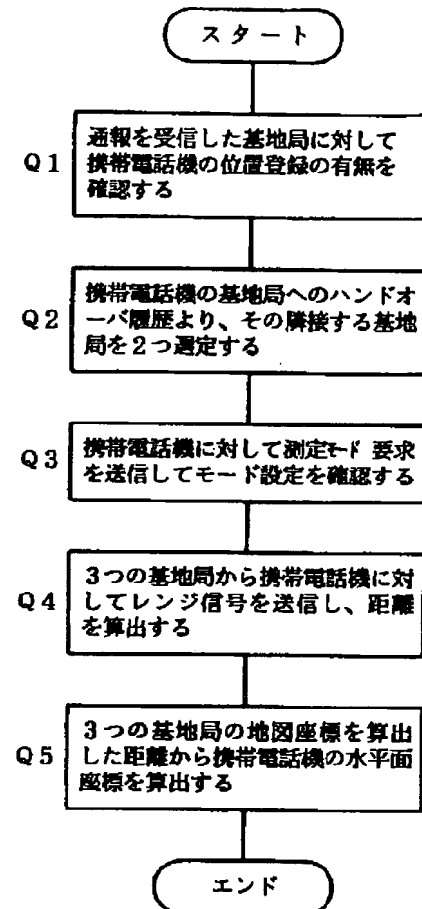 スタート
Q1
通報を受信した基地局に対して
携帯電話機の位置登録の有無を
確認する
Q2
携帯電話機の基地局へのハンドオ
ーバ履歴より、その隣接する基地
局を2つ選定する
Q3
携帯電話機に対して測定モード 要求
を送信してモード設定を確認する
Q4
3つの基地局から携帯電話機に対
してレンジ信号を送信し、距離
を算出する
Q5
3つの基地局の地図座標を算出
した距離から携帯電話機の水平面
座標を算出する
エンド